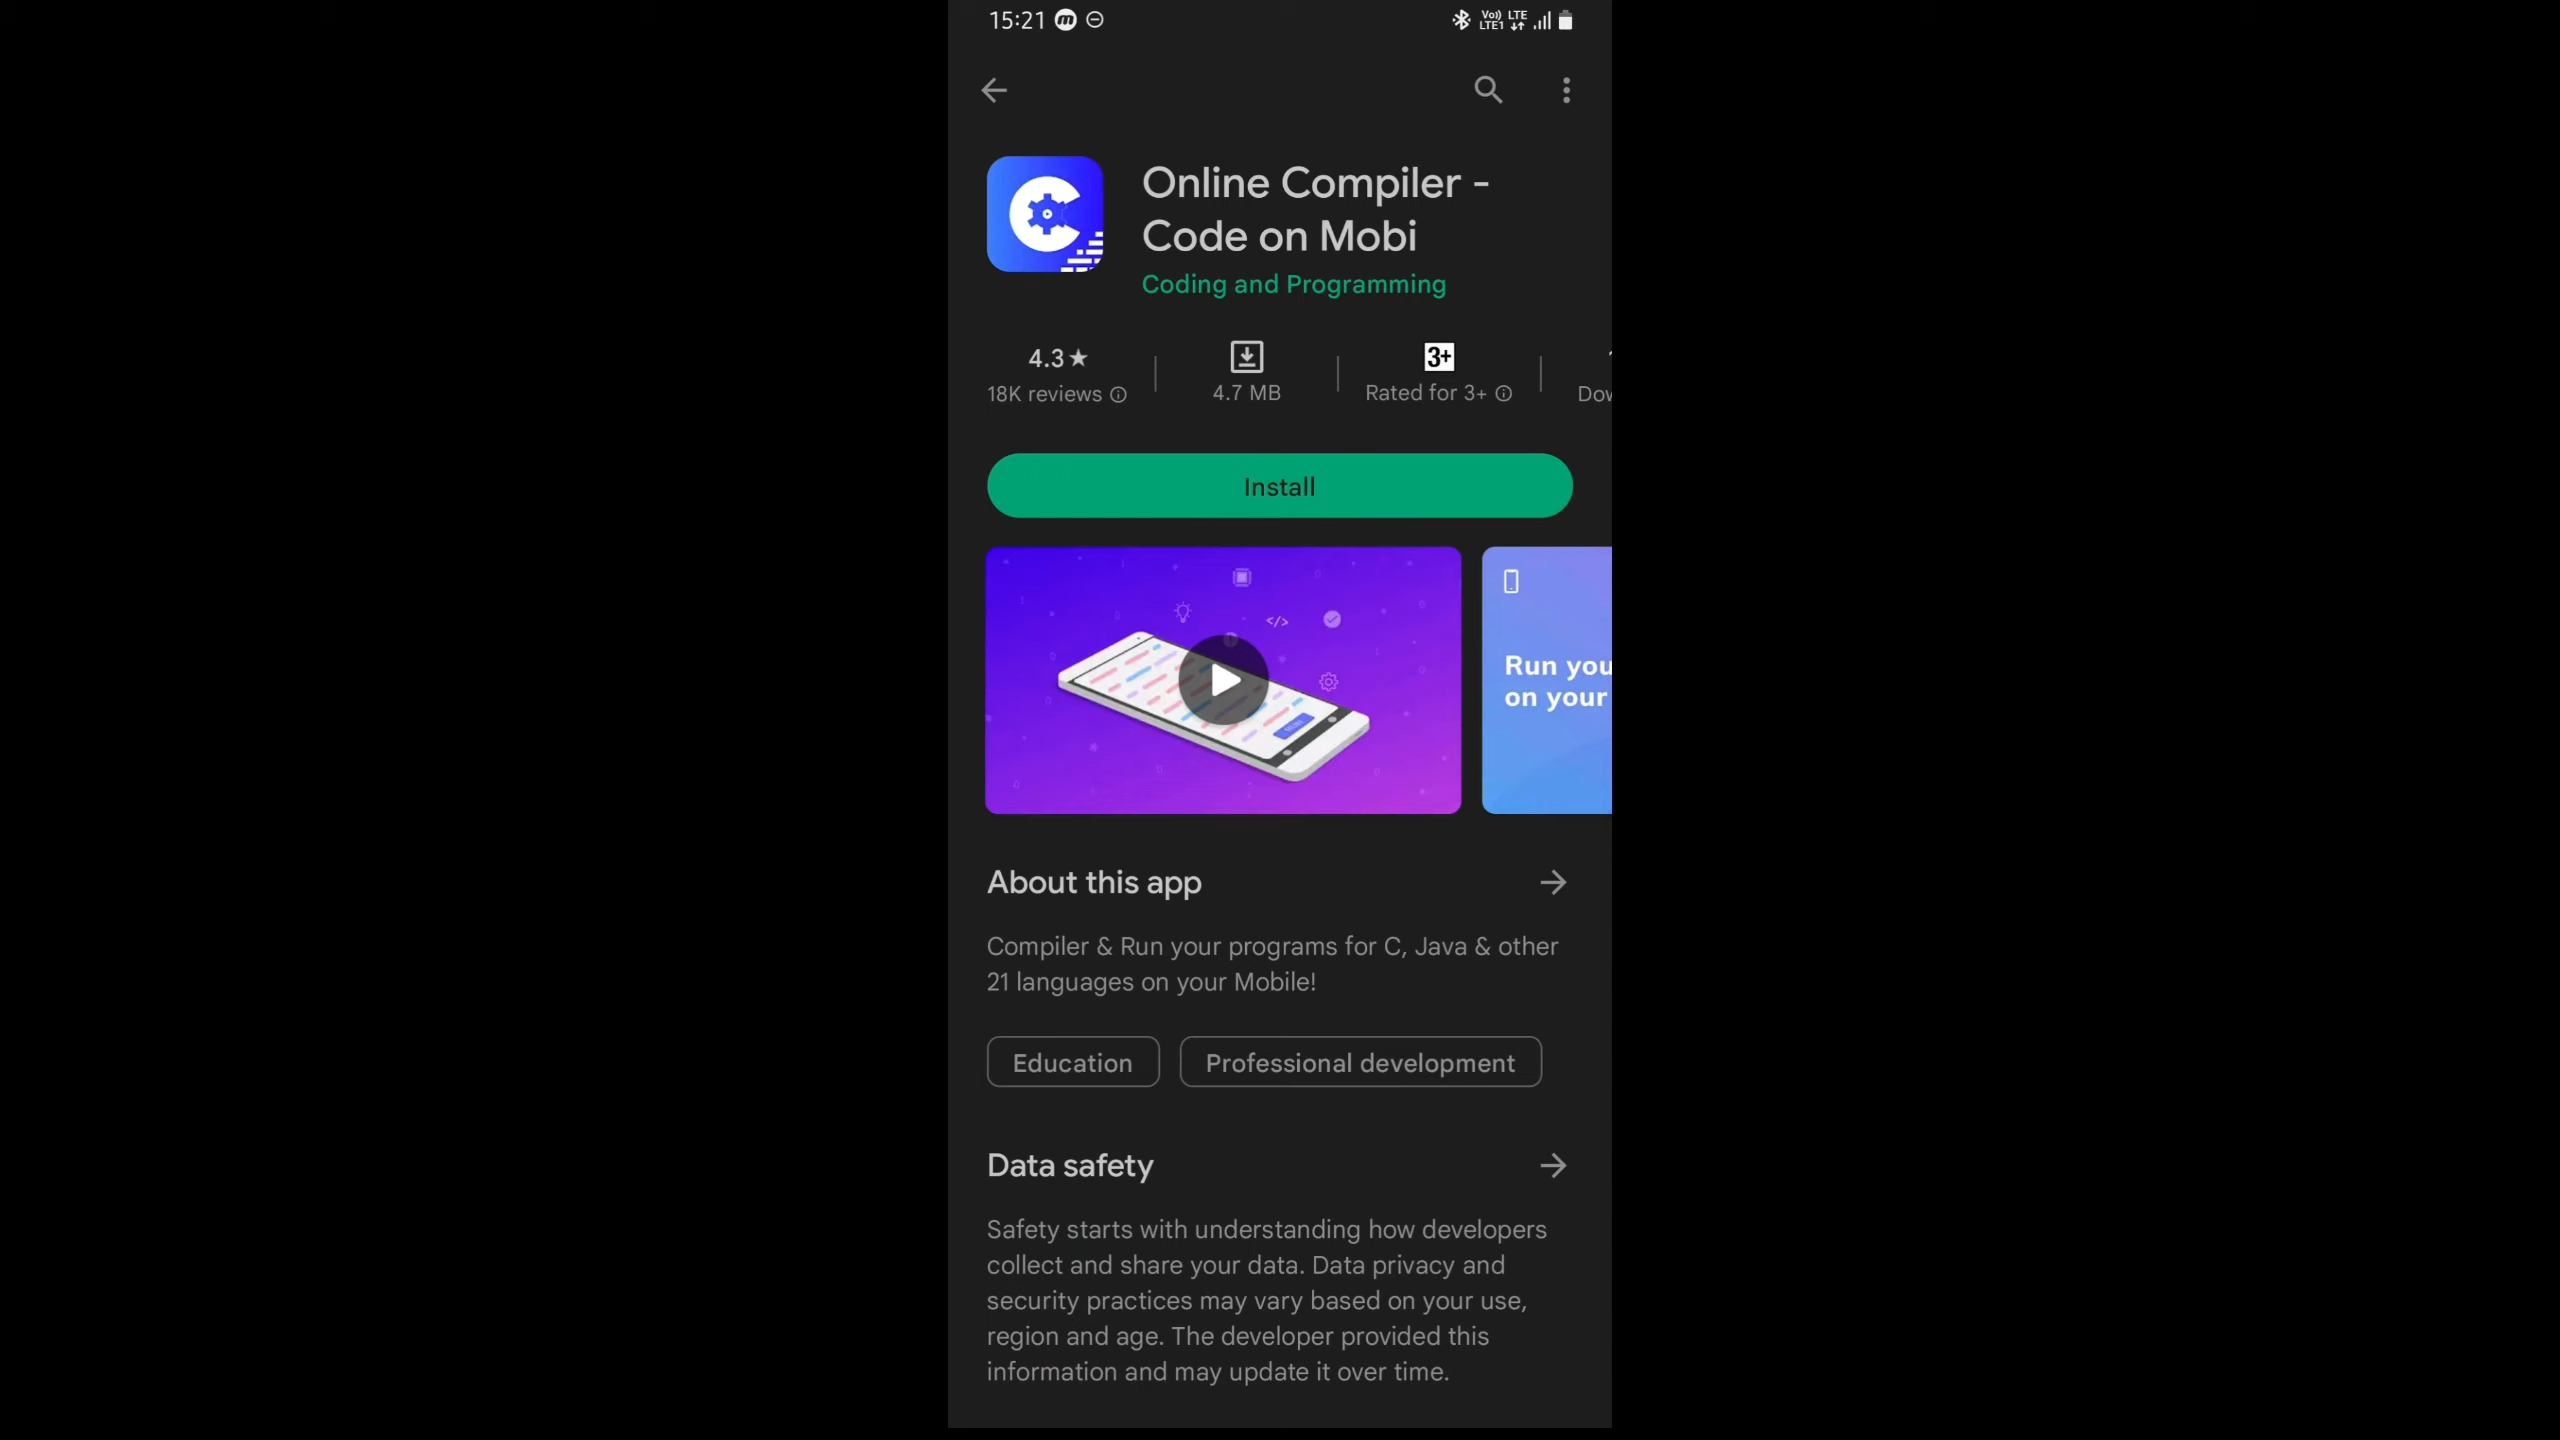 15:21
Vo) LTE
LTE1
Online Compiler -
Code on Mobi
Coding and Programming
4.3★
18K reviews
4.7 MB
3+
Rated for 3+
Dow
Install
</>
Run you
on your
About this app
Compiler & Run your programs for C, Java & other
21 languages on your Mobile!
Education
Professional development
Data safety
Safety starts with understanding how developers
collect and share your data. Data privacy and
security practices may vary based on your use,
region and age. The developer provided this
information and may update it over time.